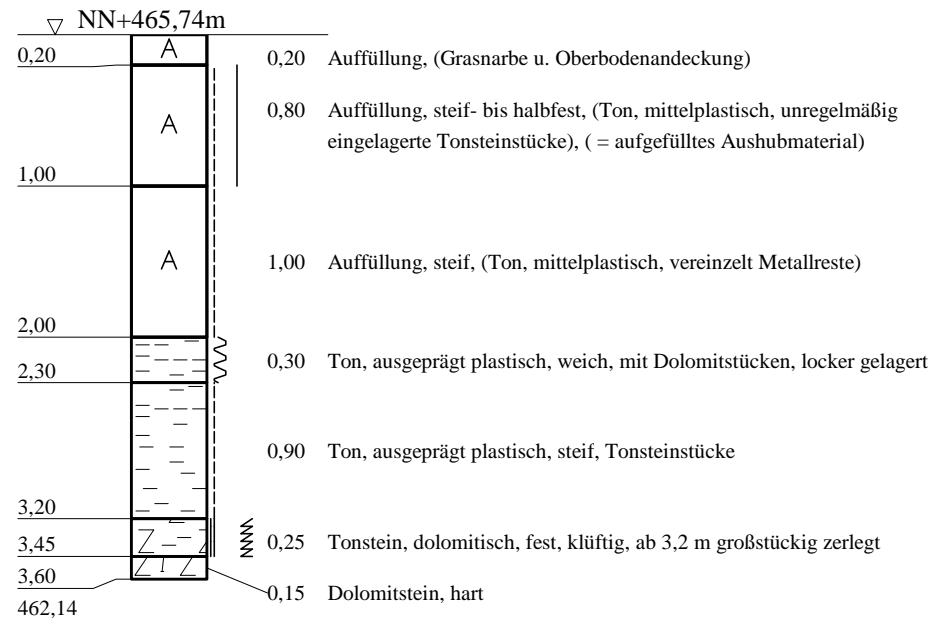 NN+465,74m
A
0,20
0,20 Auffüllung, (Grasnarbe u. Oberbodenandeckung)
A
0,80 Auffüllung, steif- bis halbfest, (Ton, mittelplastisch, unregelmäßig
eingelagerte Tonsteinstücke), ( = aufgefülltes Aushubmaterial)
1,00
A
1,00 Auffüllung, steif, (Ton, mittelplastisch, vereinzelt Metallreste)
2,00
0,30 Ton, ausgeprägt plastisch, weich, mit Dolomitstücken, locker gelagert
2,30
0,90 Ton, ausgeprägt plastisch, steif, Tonsteinstücke
3,20
0,25 Tonstein, dolomitisch, fest, klüftig, ab 3,2 m großstückig zerlegt
3,45
3,60
0,15 Dolomitstein, hart
462,14